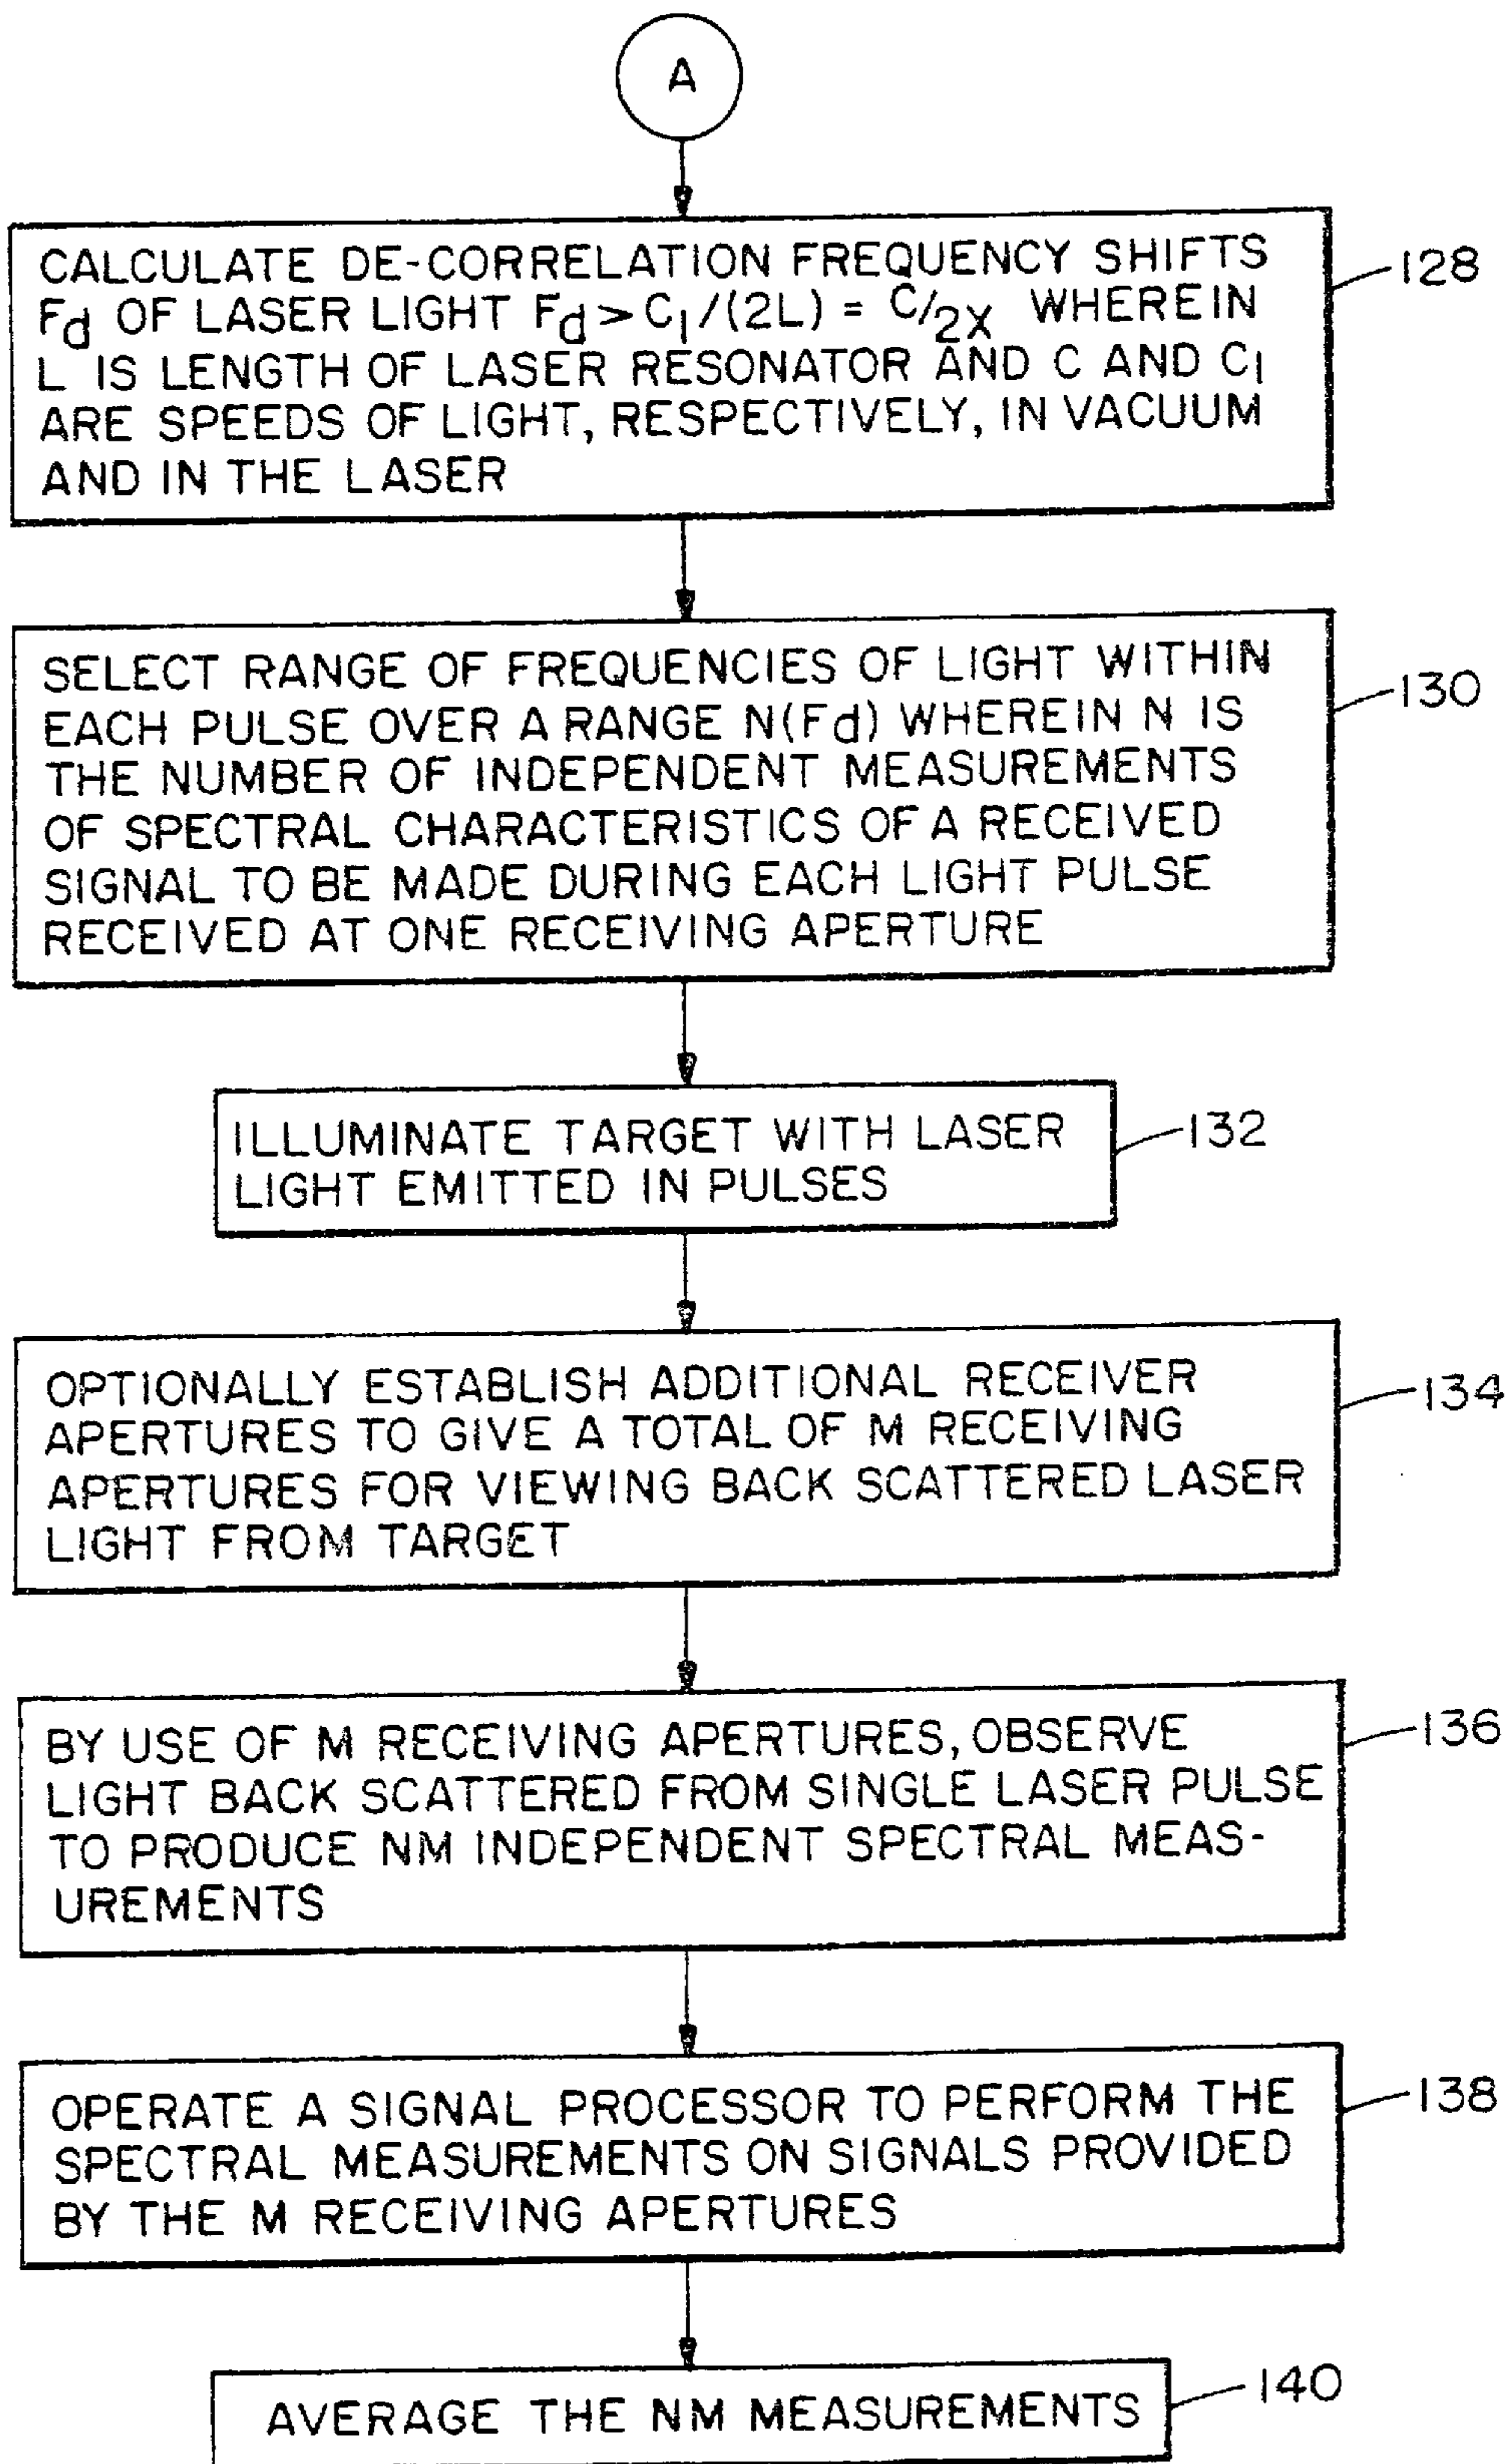 A
CALCULATE DE-CORRELATION FREQUENCY SHIFTS
Fd OF LASER LIGHT Fd > C1/(2L) = C/2X WHEREIN
L IS LENGTH OF LASER RESONATOR AND C AND C1
ARE SPEEDS OF LIGHT, RESPECTIVELY, IN VACUUM
AND IN THE LASER
128
SELECT RANGE OF FREQUENCIES OF LIGHT WITHIN
EACH PULSE OVER A RANGE N(Fd) WHEREIN N IS
THE NUMBER OF INDEPENDENT MEASUREMENTS
OF SPECTRAL CHARACTERISTICS OF A RECEIVED
SIGNAL TO BE MADE DURING EACH LIGHT PULSE
RECEIVED AT ONE RECEIVING APERTURE
130
ILLUMINATE TARGET WITH LASER
LIGHT EMITTED IN PULSES
132
OPTIONALLY ESTABLISH ADDITIONAL RECEIVER
APERTURES TO GIVE A TOTAL OF M RECEIVING
APERTURES FOR VIEWING BACK SCATTERED LASER
LIGHT FROM TARGET
134
BY USE OF M RECEIVING APERTURES, OBSERVE
LIGHT BACK SCATTERED FROM SINGLE LASER PULSE
TO PRODUCE NM INDEPENDENT SPECTRAL MEAS-
UREMENTS
136
OPERATE A SIGNAL PROCESSOR TO PERFORM THE
SPECTRAL MEASUREMENTS ON SIGNALS PROVIDED
BY THE M RECEIVING APERTURES
138
AVERAGE THE NM MEASUREMENTS
140